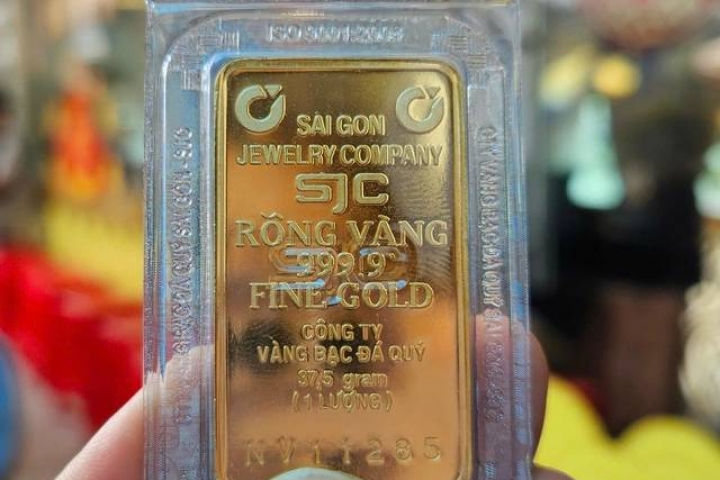 ISO 9001:2008
SÀI GÒN
JEWELRY COMPANY
SJC
RỒNG VÀNG
999.9
FINE GOLD
CÔNG TY
VÀNG BẠC ĐÁ QUÝ
37,5 gram
(1 LƯỢNG)
NV11285